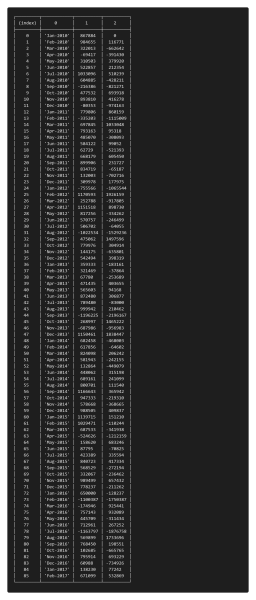 (index) 0 1 2
0 'Jan-2010' 867884 0
1 'Feb-2010' 984655 116771
2 'Mar-2010' 322013 -662642
3 'Apr-2010' -69417 -391430
4 'May-2010' 310503 379920
5 'Jun-2010' 522857 212354
6 'Jul-2010' 1033096 510239
7 'Aug-2010' 604885 -428211
8 'Sep-2010' -216386 -821271
9 'Oct-2010' 477532 693918
10 'Nov-2010' 893810 416278
11 'Dec-2010' -80353 -974163
12 'Jan-2011' 779806 860159
13 'Feb-2011' -335203 -1115009
14 'Mar-2011' 697845 1033048
15 'Apr-2011' 793163 95318
16 'May-2011' 485070 -308093
17 'Jun-2011' 584122 99052
18 'Jul-2011' 62729 -521393
19 'Aug-2011' 668179 605450
20 'Sep-2011' 899906 231727
21 'Oct-2011' 834719 -65187
22 'Nov-2011' 132003 -702716
23 'Dec-2011' 309978 177975
24 'Jan-2012' -755566 -1065544
25 'Feb-2012' 1170593 1926159
26 'Mar-2012' 252788 -917805
27 'Apr-2012' 1151518 898730
28 'May-2012' 817256 -334262
29 'Jun-2012' 570757 -246499
30 'Jul-2012' 506702 -64055
31 'Aug-2012' -1022534 -1529236
32 'Sep-2012' 475062 1497596
33 'Oct-2012' 779976 304914
34 'Nov-2012' 144175 -635801
35 'Dec-2012' 542494 398319
36 'Jan-2013' 359333 -183161
37 'Feb-2013' 321469 -37864
38 'Mar-2013' 67780 -253689
39 'Apr-2013' 471435 403655
40 'May-2013' 565603 94168
41 'Jun-2013' 872480 306877
42 'Jul-2013' 789480 -83000
43 'Aug-2013' 999942 210462
44 'Sep-2013' -1196225 -2196167
45 'Oct-2013' 268997 1465222
46 'Nov-2013' -687986 -956983
47 'Dec-2013' 1150461 1838447
48 'Jan-2014' 682458 -468003
49 'Feb-2014' 617856 -64602
50 'Mar-2014' 824098 206242
51 'Apr-2014' 581943 -242155
52 'May-2014' 132864 -449079
53 'Jun-2014' 448062 315198
54 'Jul-2014' 689161 241099
55 'Aug-2014' 800701 111540
56 'Sep-2014' 1166643 365942
57 'Oct-2014' 947333 -219310
58 'Nov-2014' 578668 -368665
59 'Dec-2014' 988505 409837
60 'Jan-2015' 1139715 151210
61 'Feb-2015' 1029471 -110244
62 'Mar-2015' 687533 -341938
63 'Apr-2015' -524626 -1212159
64 'May-2015' 158620 683246
65 'Jun-2015' 87795 -70825
66 'Jul-2015' 423389 335594
67 'Aug-2015' 840723 417334
68 'Sep-2015' 568529 -272194
69 'Oct-2015' 332067 -236462
70 'Nov-2015' 989499 657432
71 'Dec-2015' 778237 -211262
72 'Jan-2016' 650000 -128237
73 'Feb-2016' -1100387 -1750387
74 'Mar-2016' -174946 925441
75 'Apr-2016' 757143 932089
76 'May-2016' 445709 -311434
77 'Jun-2016' 712961 267252
78 'Jul-2016' -1163797 -1876758
79 'Aug-2016' 569899 1733696
80 'Sep-2016' 768450 198551
81 'Oct-2016' 102685 -665765
82 'Nov-2016' 795914 693229
83 'Dec-2016' 60988 -734926
84 'Jan-2017' 138230 77242
85 'Feb-2017' 671099 532869